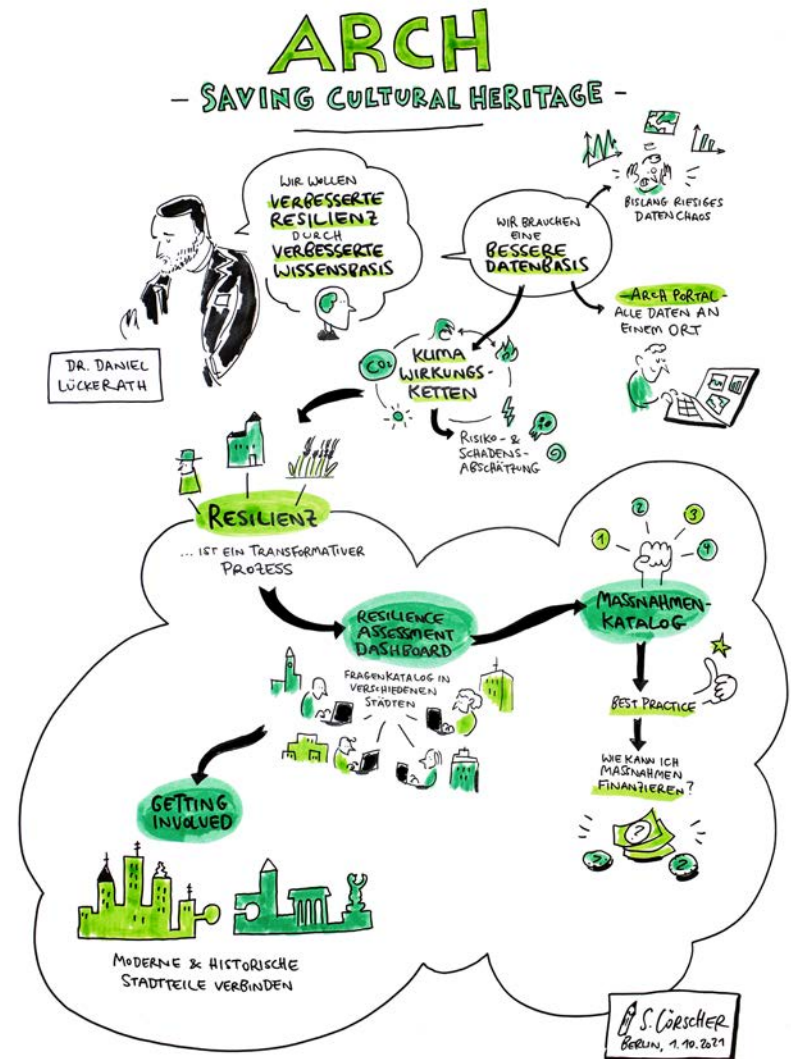 ARCH
- SAVING CULTURAL HERITAGE -
WIR WOLLEN
VERBESSERTE
RESILIENZ
DURCH
VERBESSERTE
WISSENSBASIS
DR. DANIEL
LÜCKERATH
WIR BRAUCHEN
EINE
BESSERE
DATENBASIS
BISLANG RIESIGES
DATENCHAOS
- ARCH PORTAL -
ALLE DATEN AN
EINEM ORT
CO2
KLIMA
WIRKUNGS-
KETTEN
RISIKO- &
SCHADENS-
ABSCHÄTZUNG
RESILIENZ
... IST EIN TRANSFORMATIVER
PROZESS
RESILIENCE
ASSESSMENT
DASHBOARD
FRAGENKATALOG IN
VERSCHIEDENEN
STÄDTEN
1 2 3 4
MASSNAHMEN-
KATALOG
BEST PRACTICE
WIE KANN ICH
MASSNAHMEN
FINANZIEREN?
?
? ?
GETTING
INVOLVED
MODERNE & HISTORISCHE
STADTTEILE VERBINDEN
S. CÖRSCHER
BERLIN, 1.10.2021